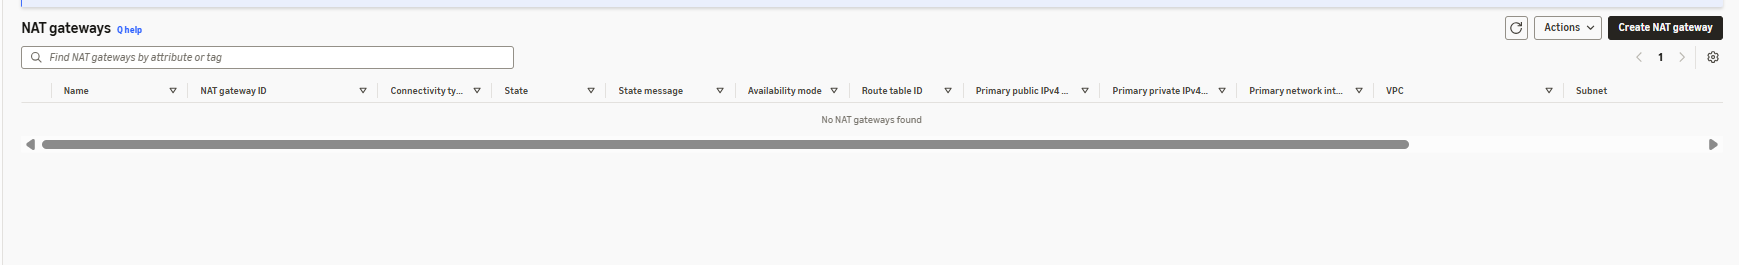 NAT gateways Q help
Actions
Create NAT gateway
Find NAT gateways by attribute or tag
1
Name NAT gateway ID Connectivity ty... State State message Availability mode Route table ID Primary public IPv4 ... Primary private IPv4... Primary network int... VPC Subnet
No NAT gateways found